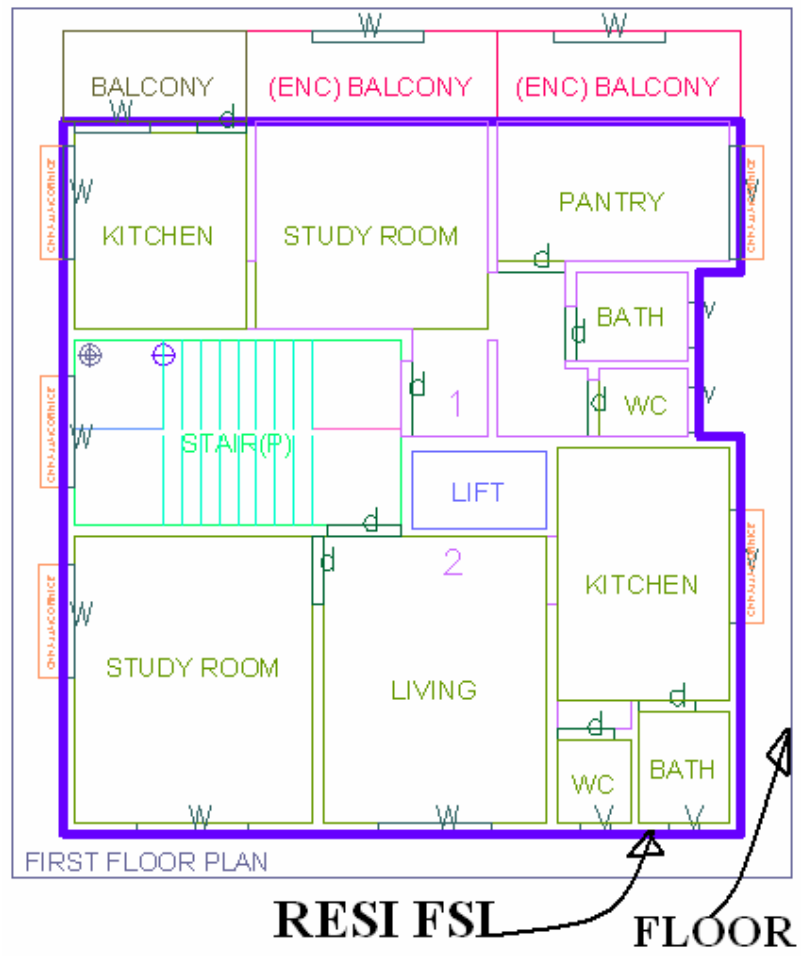 W W
BALCONY (ENC) BALCONY (ENC) BALCONY
W d
W KITCHEN STUDY ROOM PANTRY
d
d BATH V
d 1 d WC V
W STAIR(P)
LIFT
d
d 2
W KITCHEN
STUDY ROOM LIVING
d
d
WC BATH
W W V V
FIRST FLOOR PLAN
RESI FSI
FLOOR